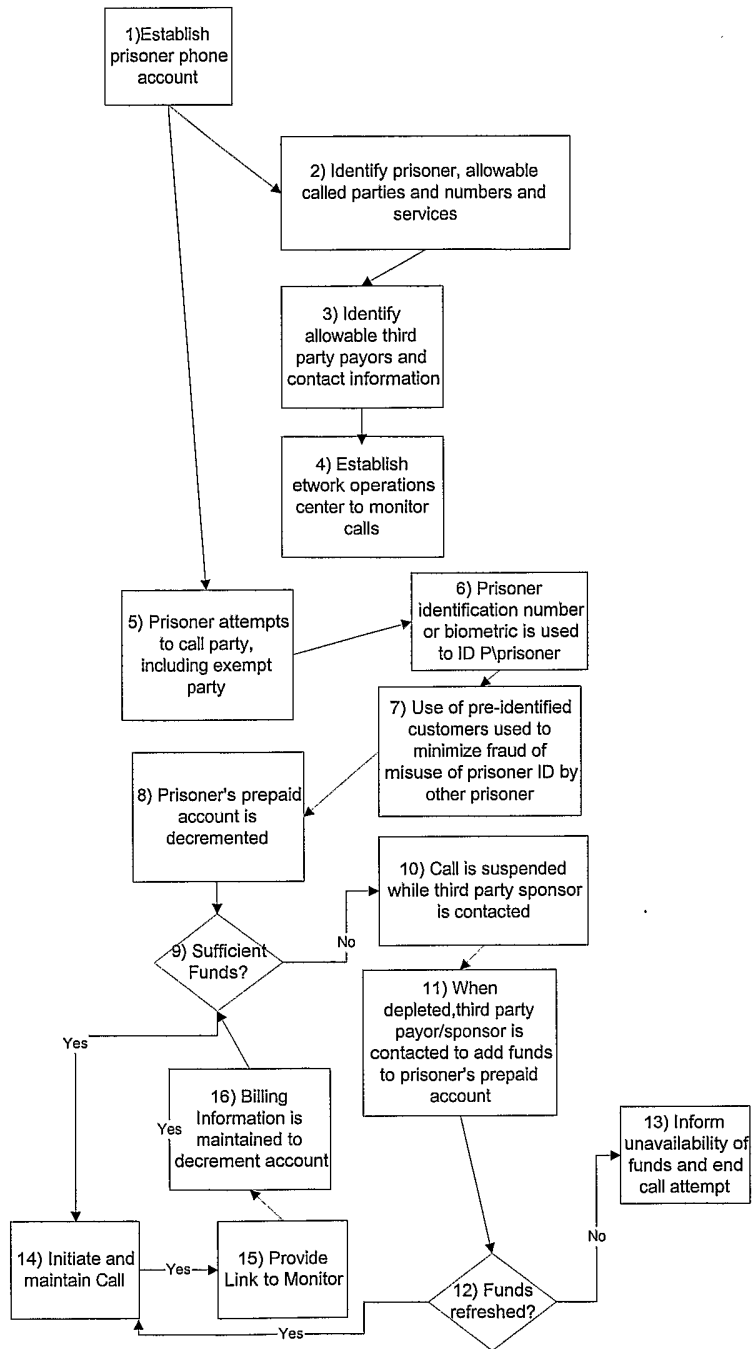 1)Establish
prisoner phone
account
2) Identify prisoner, allowable
called parties and numbers and
services
3) Identify
allowable third
party payors and
contact information
4) Establish
etwork operations
center to monitor
calls
5) Prisoner attempts
to call party,
including exempt
party
6) Prisoner
identification number
or biometric is used
to ID P\prisoner
7) Use of pre-identified
customers used to
minimize fraud of
misuse of prisoner ID by
other prisoner
8) Prisoner's prepaid
account is
decremented
9) Sufficient
Funds?
No
10) Call is suspended
while third party sponsor
is contacted
11) When
depleted,third party
payor/sponsor is
contacted to add funds
to prisoner's prepaid
account
12) Funds
refreshed?
No
13) Inform
unavailability of
funds and end
call attempt
Yes
Yes
14) Initiate and
maintain Call
Yes
15) Provide
Link to Monitor
16) Billing
Information is
maintained to
decrement account
Yes